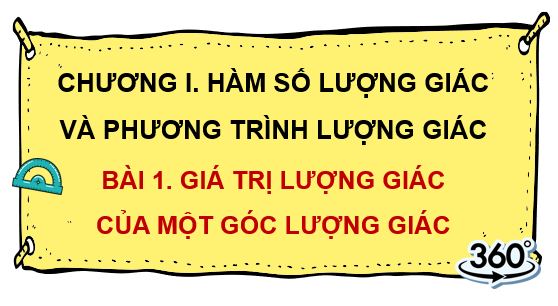 CHƯƠNG I. HÀM SỐ LƯỢNG GIÁC
VÀ PHƯƠNG TRÌNH LƯỢNG GIÁC
BÀI 1. GIÁ TRỊ LƯỢNG GIÁC
CỦA MỘT GÓC LƯỢNG GIÁC
360°